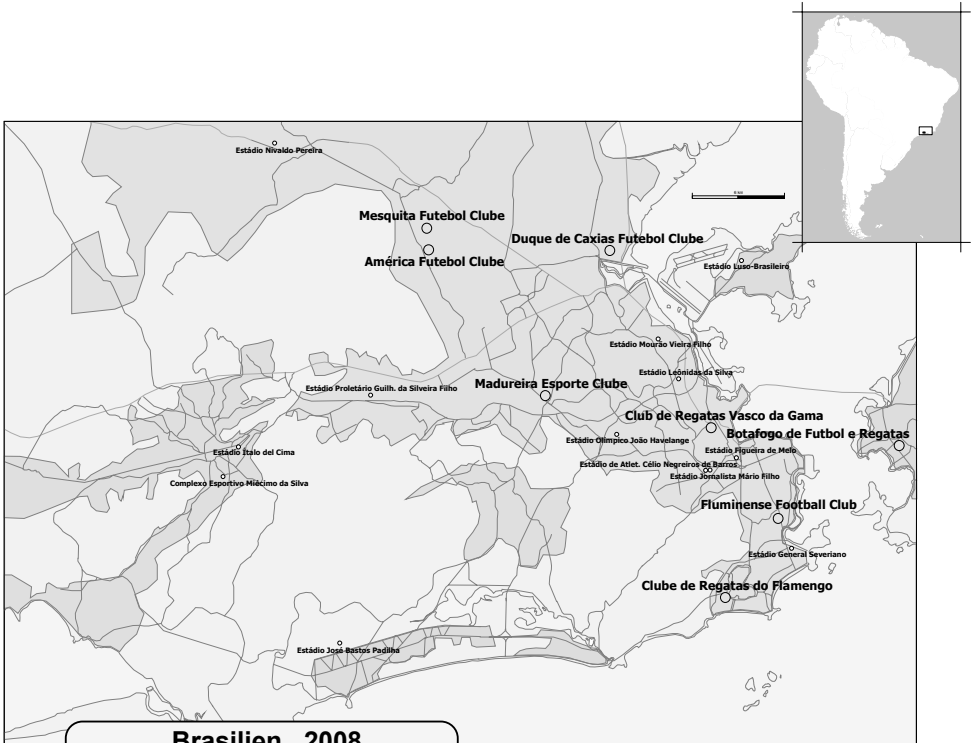 Estádio Nivaldo Pereira
Mesquita Futebol Clube
Duque de Caxias Futebol Clube
América Futebol Clube
Estádio Luso-Brasileiro
Estádio Mourão Vieira Filho
Estádio Leônidas da Silva
Madureira Esporte Clube
Estádio Proletário Guilh. da Silveira Filho
Club de Regatas Vasco da Gama
Botafogo de Futbol e Regatas
Estádio Olímpico João Havelange
Estádio Figueira de Melo
Estádio Ítalo del Cima
Estádio de Atlet. Célio Negreiros de Barros
Estádio Jornalista Mário Filho
Complexo Esportivo Miécimo da Silva
Fluminense Football Club
Estádio General Severiano
Clube de Regatas do Flamengo
Estádio José Bastos Padilha
Brasilien 2008